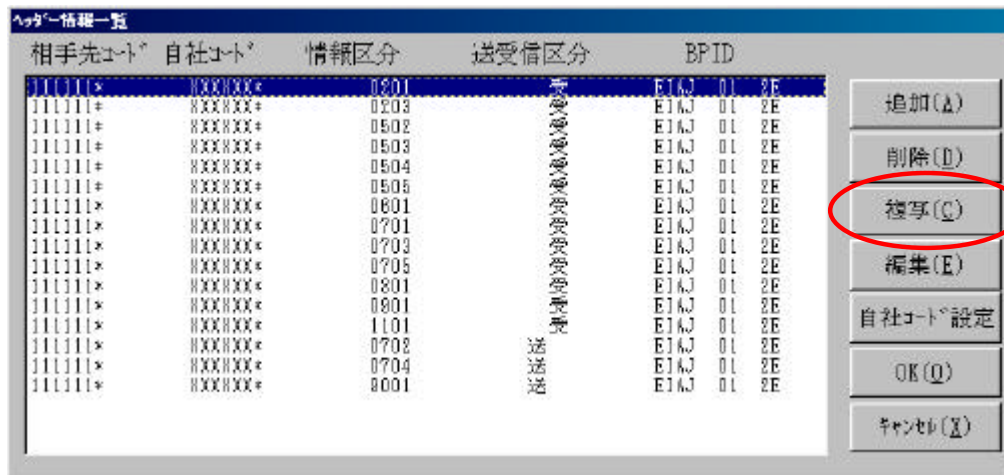 ヘッダー情報一覧
相手先コード 自社コード 情報区分 送受信区分 BPID
111111* XXXXXX* 0201 受 EIAJ 01 2E
111111* XXXXXX* 0203 受 EIAJ 01 2E
111111* XXXXXX* 0502 受 EIAJ 01 2E
111111* XXXXXX* 0503 受 EIAJ 01 2E
111111* XXXXXX* 0504 受 EIAJ 01 2E
111111* XXXXXX* 0505 受 EIAJ 01 2E
111111* XXXXXX* 0601 受 EIAJ 01 2E
111111* XXXXXX* 0701 受 EIAJ 01 2E
111111* XXXXXX* 0703 受 EIAJ 01 2E
111111* XXXXXX* 0705 受 EIAJ 01 2E
111111* XXXXXX* 0801 受 EIAJ 01 2E
111111* XXXXXX* 0901 受 EIAJ 01 2E
111111* XXXXXX* 1101 受 EIAJ 01 2E
111111* XXXXXX* 0702 送 EIAJ 01 2E
111111* XXXXXX* 0704 送 EIAJ 01 2E
111111* XXXXXX* 9001 送 EIAJ 01 2E
追加(A)
削除(D)
複写(C)
編集(E)
自社コード設定
OK(O)
キャンセル(X)